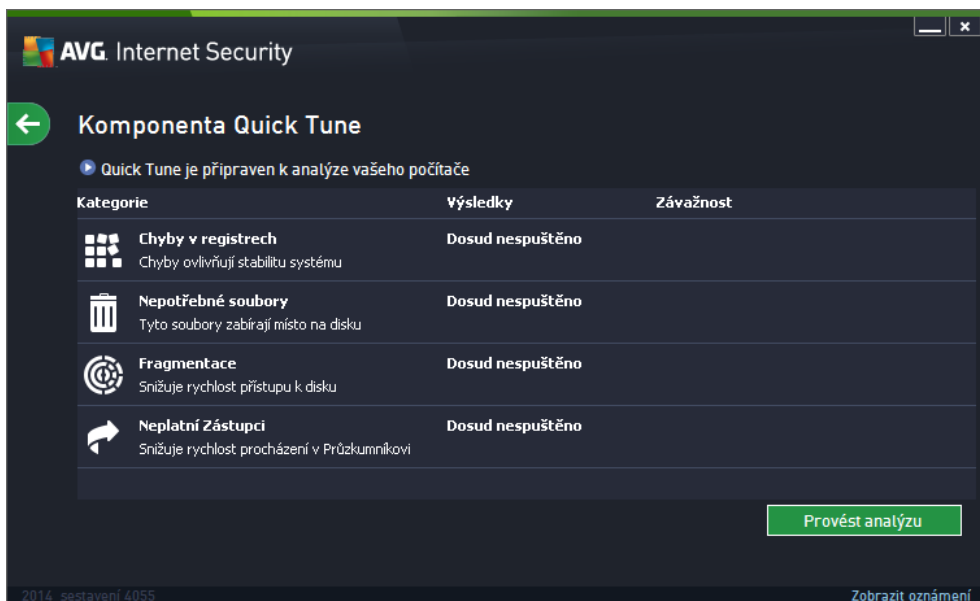 AVG. Internet Security
Komponenta Quick Tune
Quick Tune je připraven k analýze vašeho počítače
Kategorie Výsledky Závažnost
Chyby v registrech Dosud nespuštěno
Chyby ovlivňují stabilitu systému
Nepotřebné soubory Dosud nespuštěno
Tyto soubory zabírají místo na disku
Fragmentace Dosud nespuštěno
Snižuje rychlost přístupu k disku
Neplatní Zástupci Dosud nespuštěno
Snižuje rychlost procházení v Průzkumníkovi
Provést analýzu
2014 sestavení 4055 Zobrazit oznámení